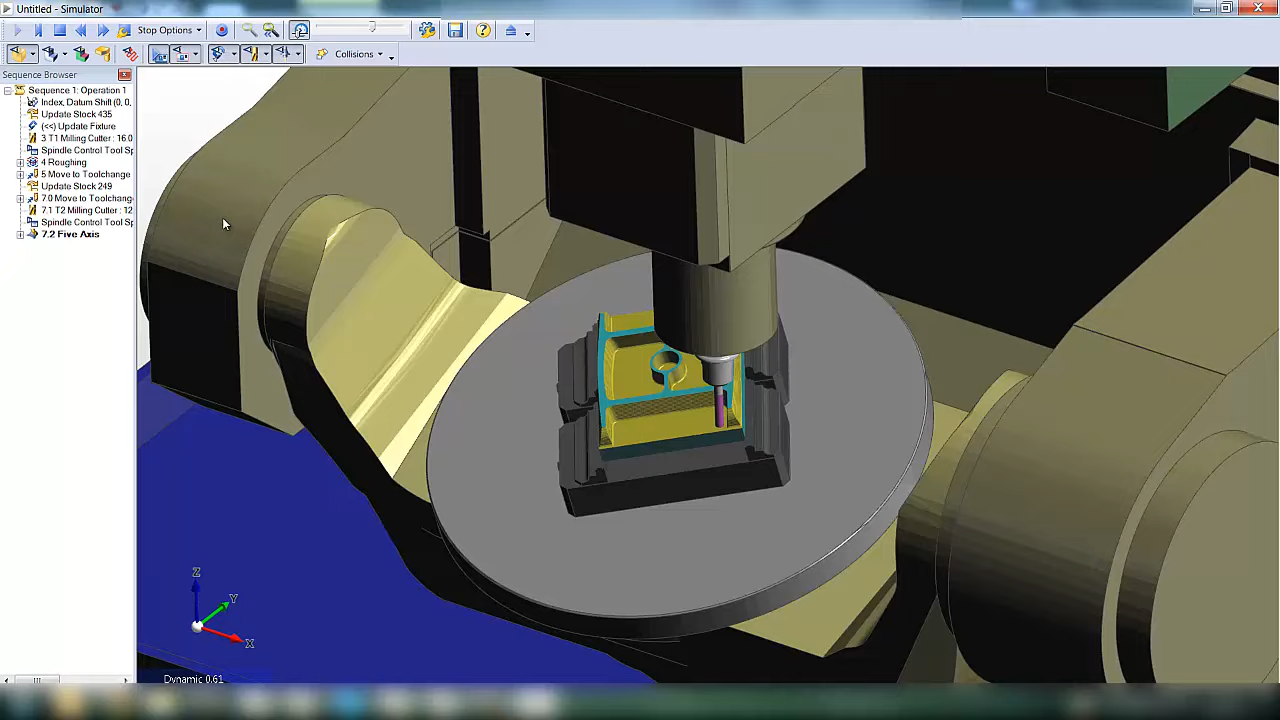 Untitled - Simulator
Stop Options
Collisions
Sequence Browser
Sequence 1: Operation 1
Index, Datum Shift (0, 0,
Update Stock 435
(<<) Update Fixture
3 T1 Milling Cutter : 16.0
Spindle Control Tool Sp
4 Roughing
5 Move to Toolchange
Update Stock 249
7.0 Move to Toolchange
7.1 T2 Milling Cutter : 12
Spindle Control Tool Sp
7.2 Five Axis
Z
Y
X
Dynamic 0.61